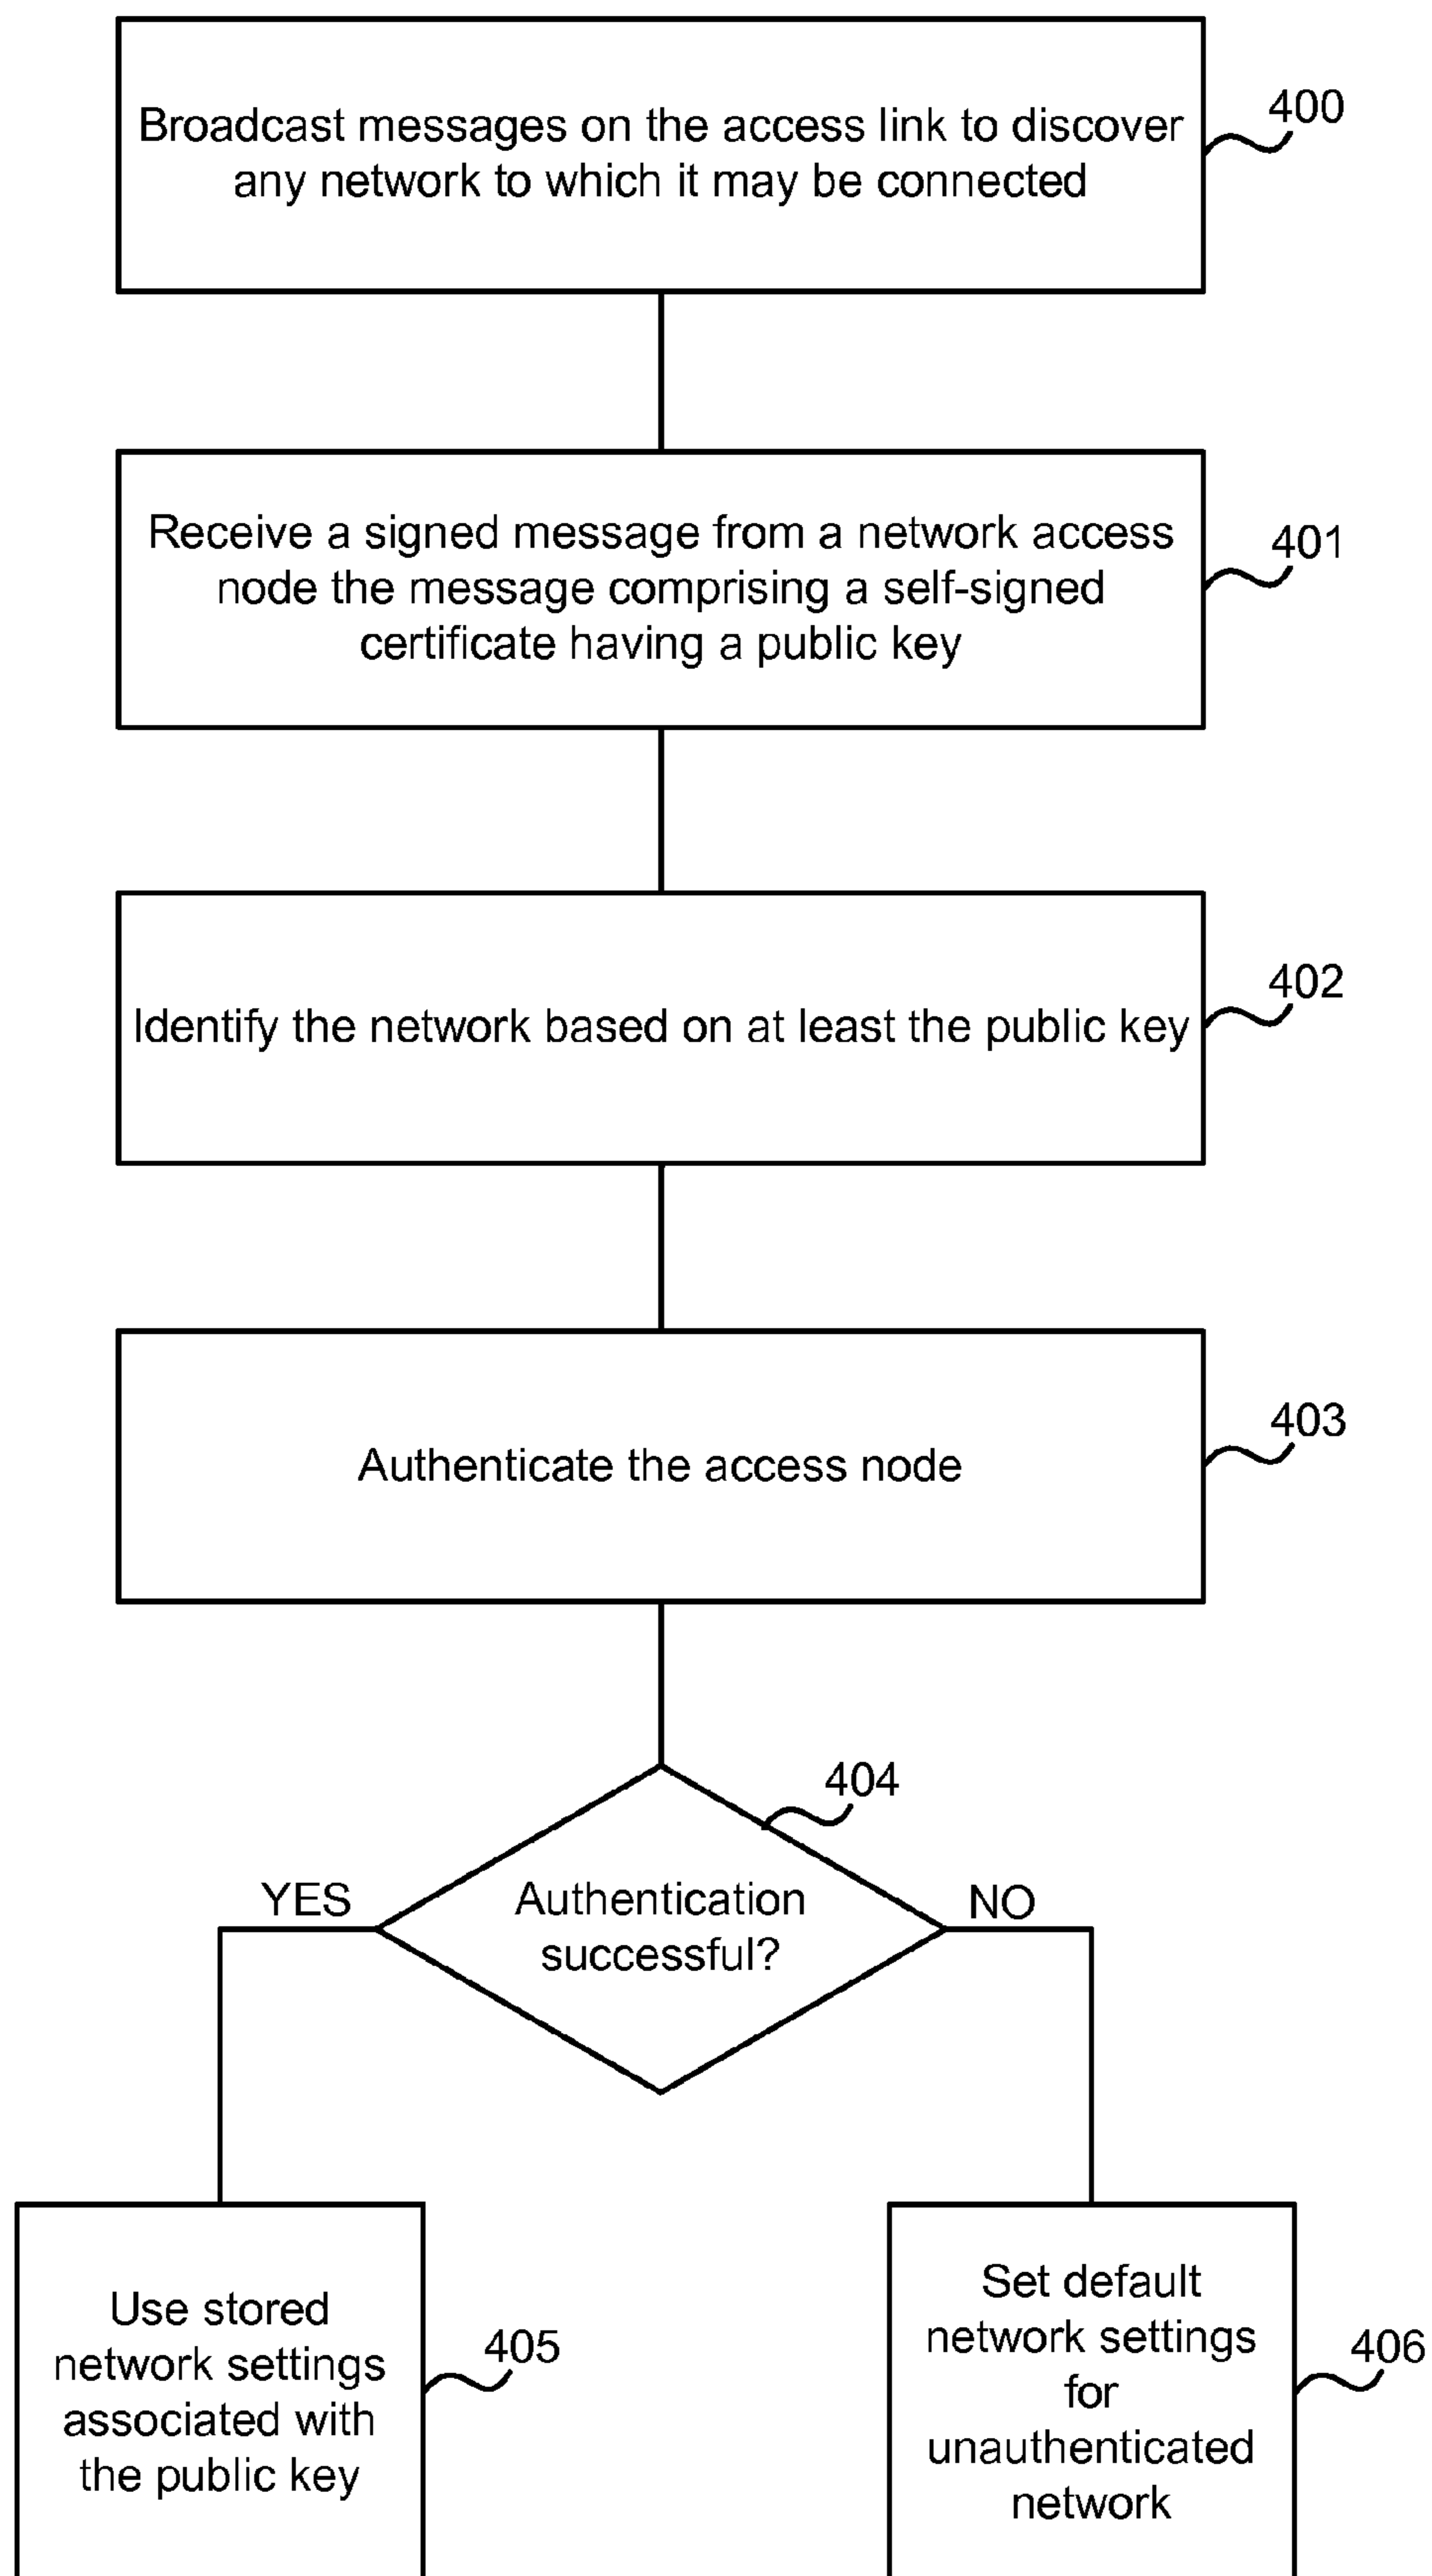 Broadcast messages on the access link to discover
any network to which it may be connected
400
Receive a signed message from a network access
node the message comprising a self-signed
certificate having a public key
401
Identify the network based on at least the public key
402
Authenticate the access node
403
404
Authentication
successful?
YES
NO
Use stored
network settings
associated with
the public key
405
Set default
network settings
for
unauthenticated
network
406